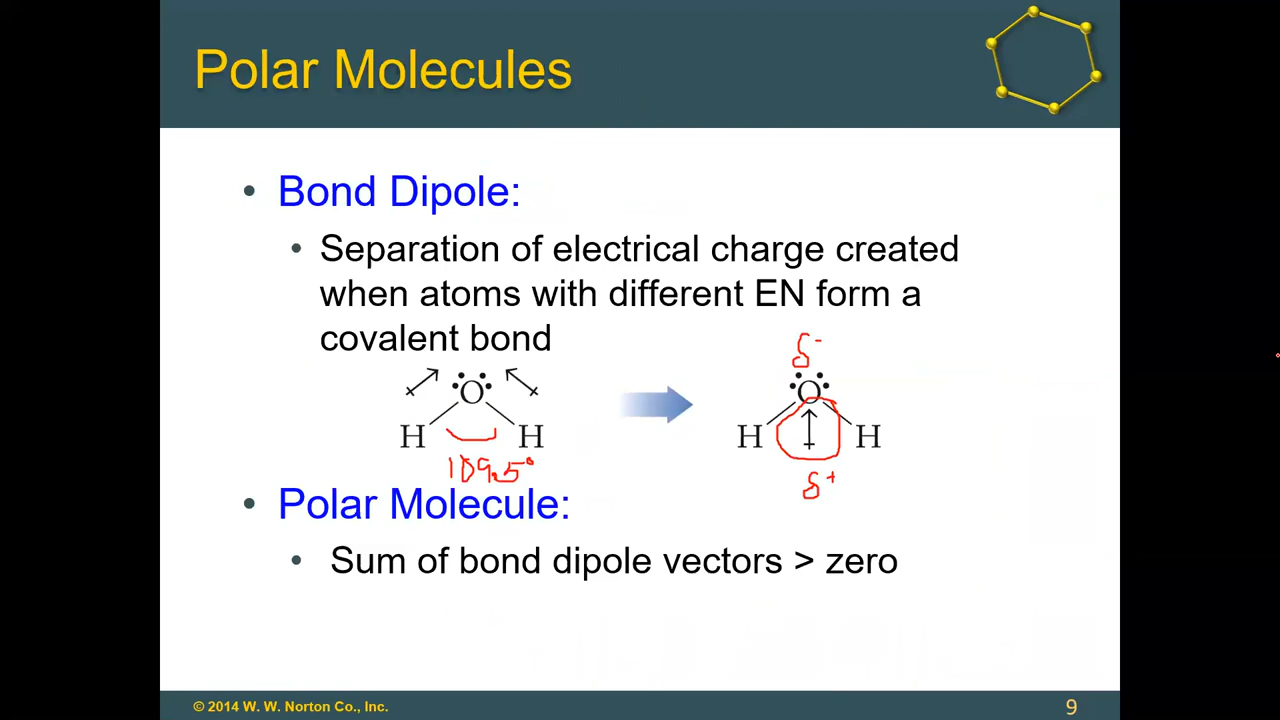 Polar Molecules
• Bond Dipole:
• Separation of electrical charge created
when atoms with different EN form a
covalent bond
δ-
O O
H H H H
109.5°
δ+
• Polar Molecule:
• Sum of bond dipole vectors > zero
© 2014 W. W. Norton Co., Inc. 9